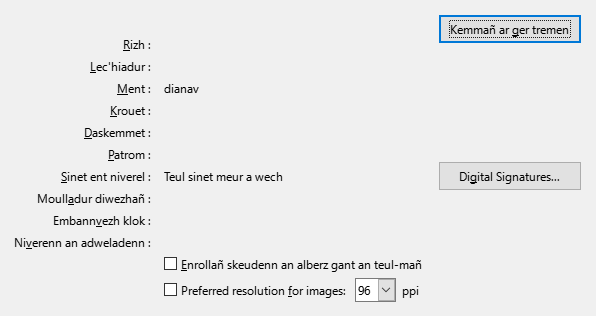 Kemmañ ar ger tremen
Rizh :
Lec'hiadur :
Ment : dianav
Krouet :
Daskemmet :
Patrom :
Sinet ent niverel : Teul sinet meur a wech Digital Signatures...
Moulladur diwezhañ :
Embannvezh klok :
Niverenn an adweladenn :
Enrollañ skeudenn an alberz gant an teul-mañ
Preferred resolution for images: 96 ppi